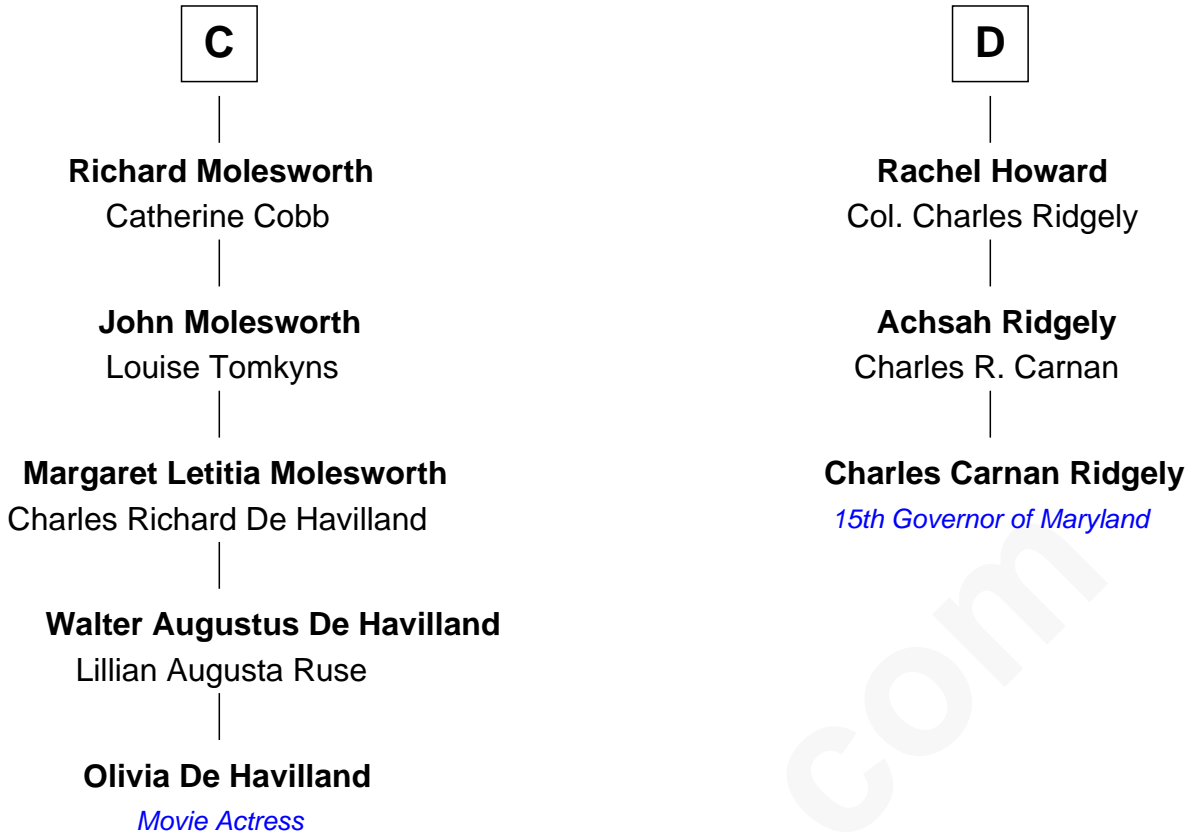 C
Richard Molesworth
Catherine Cobb
John Molesworth
Louise Tomkyns
Margaret Letitia Molesworth
Charles Richard De Havilland
Walter Augustus De Havilland
Lillian Augusta Ruse
Olivia De Havilland
Movie Actress
D
Rachel Howard
Col. Charles Ridgely
Achsah Ridgely
Charles R. Carnan
Charles Carnan Ridgely
15th Governor of Maryland
com